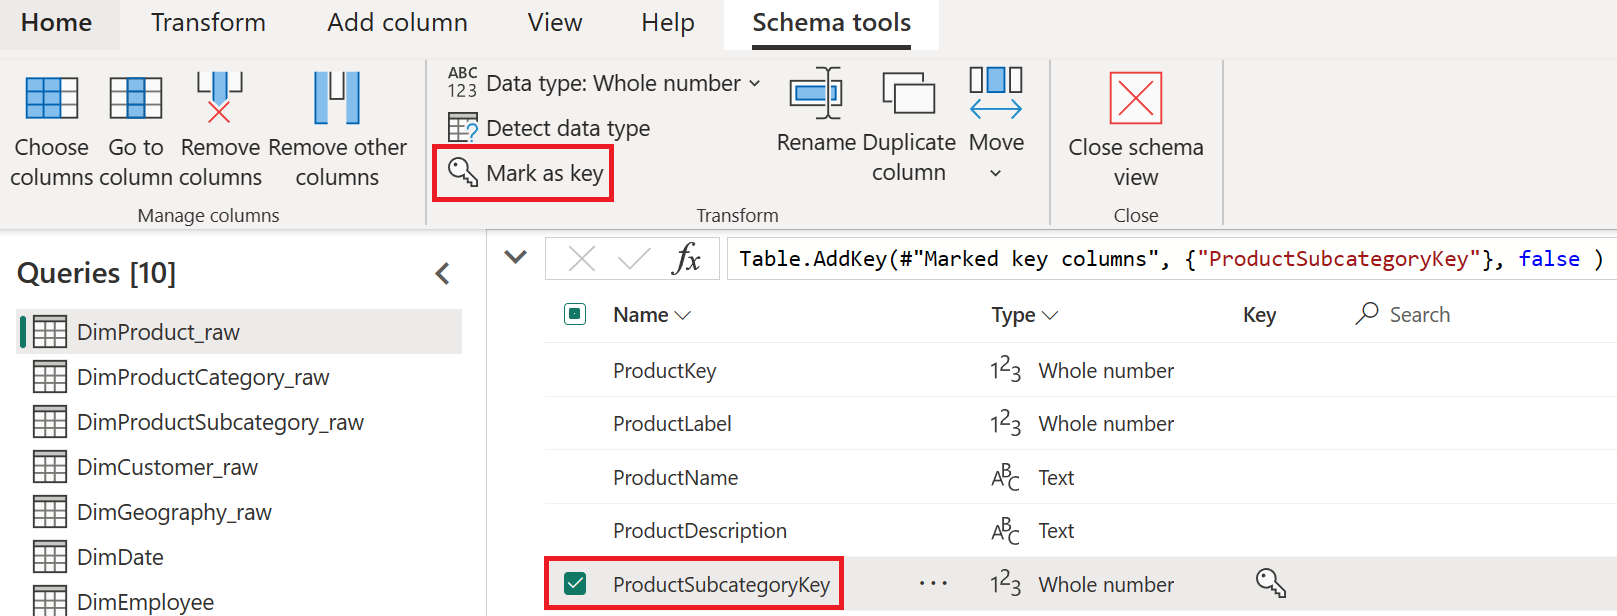 Home Transform Add column View Help Schema tools
ABC
123 Data type: Whole number
Detect data type
Mark as key
Choose columns
Go to column
Remove columns
Remove other columns
Rename
Duplicate column
Move
Close schema view
Manage columns
Transform
Close
Queries [10]
DimProduct_raw
DimProductCategory_raw
DimProductSubcategory_raw
DimCustomer_raw
DimGeography_raw
DimDate
DimEmployee
fx Table.AddKey(#"Marked key columns", {"ProductSubcategoryKey"}, false )
Name Type Key Search
ProductKey 123 Whole number
ProductLabel 123 Whole number
ProductName ABC Text
ProductDescription ABC Text
ProductSubcategoryKey ... 123 Whole number